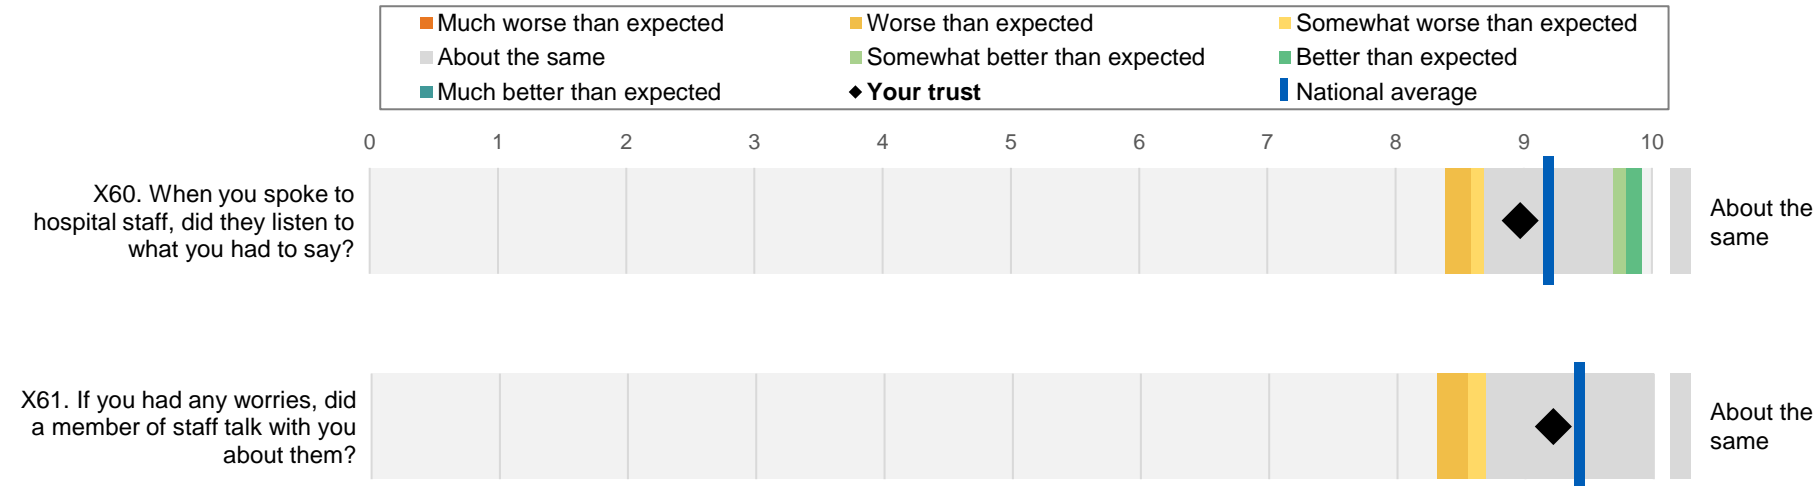 Much worse than expected Worse than expected Somewhat worse than expected
About the same Somewhat better than expected Better than expected
Much better than expected Your trust National average
0 1 2 3 4 5 6 7 8 9 10
X60. When you spoke to
hospital staff, did they listen to
what you had to say?
About the
same
X61. If you had any worries, did
a member of staff talk with you
about them?
About the
same